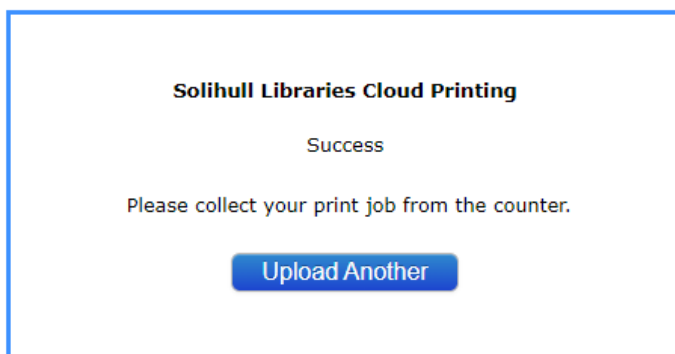 Solihull Libraries Cloud Printing
Success
Please collect your print job from the counter.
Upload Another